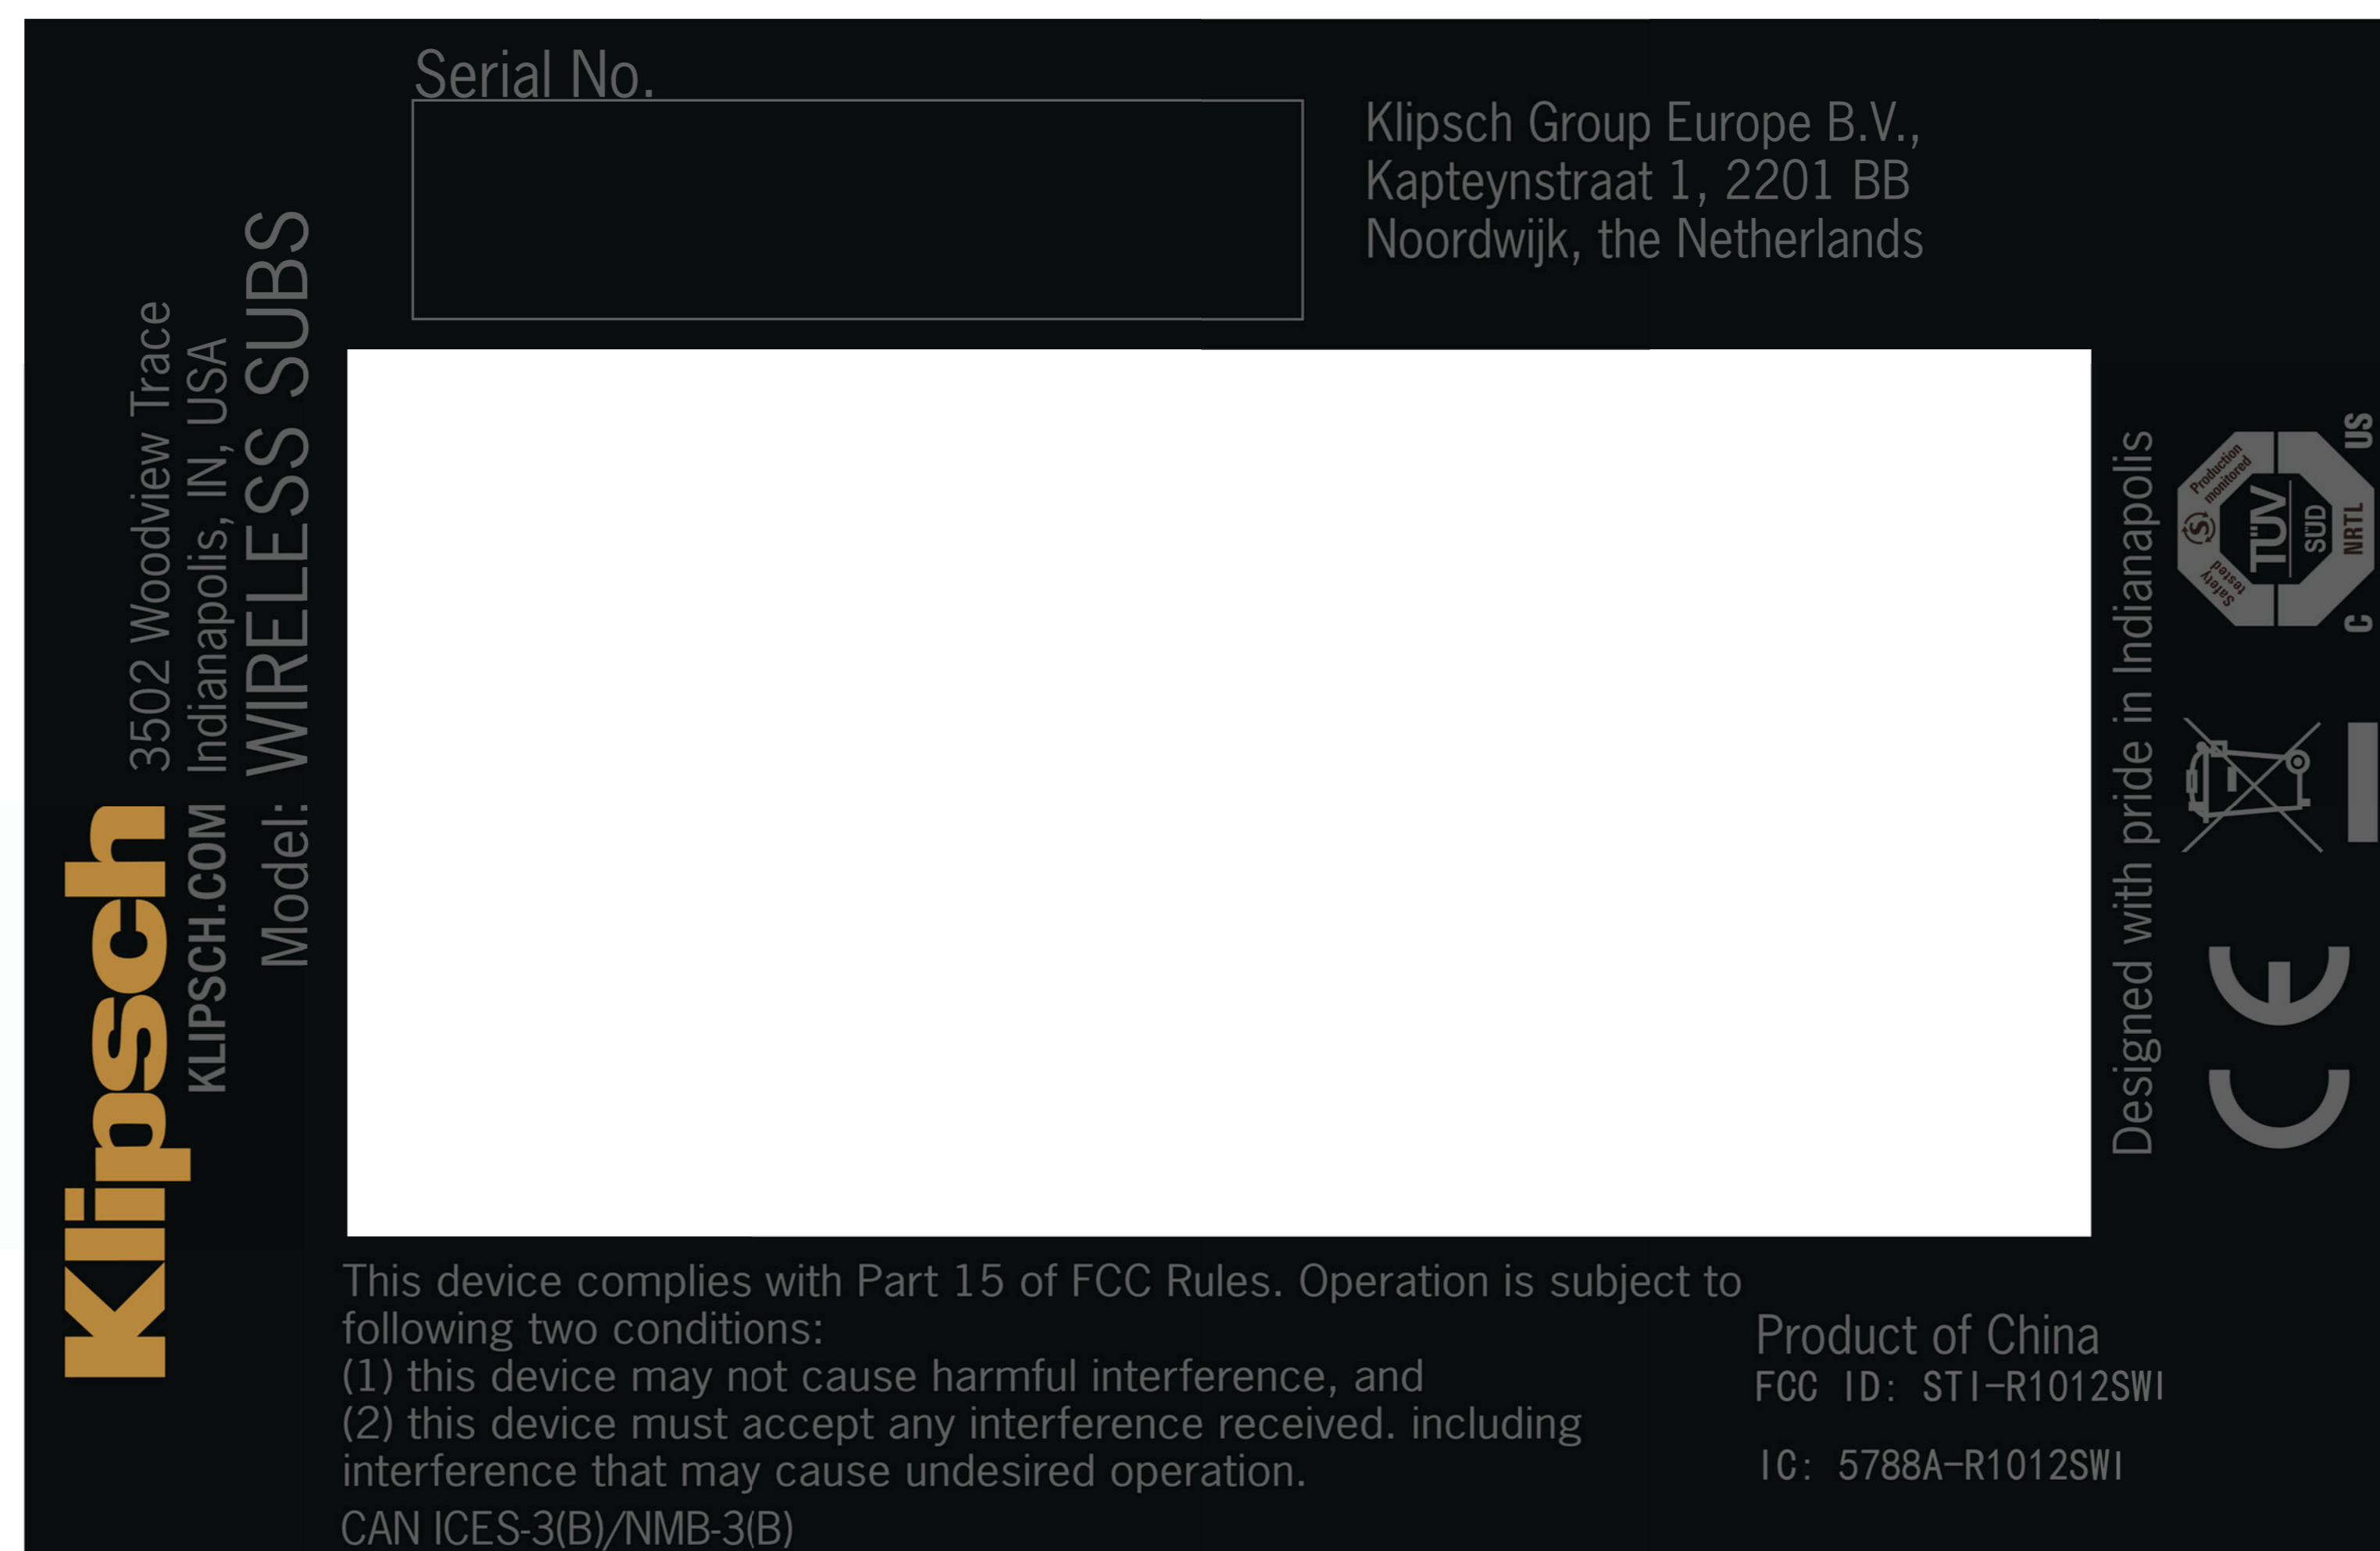 Serial No.
Klipsch Group Europe B.V.,
Kapteynstraat 1, 2201 BB
Noordwijk, the Netherlands
Klipsch
3502 Woodview Trace
KLIPSCH.COM Indianapolis, IN, USA
Model: WIRELESS SUBS
Designed with pride in Indianapolis
Safety tested
S
Production monitored
TÜV
SÜD
NRTL
C US
CE
This device complies with Part 15 of FCC Rules. Operation is subject to
following two conditions:
(1) this device may not cause harmful interference, and
(2) this device must accept any interference received. including
interference that may cause undesired operation.
CAN ICES-3(B)/NMB-3(B)
Product of China
FCC ID: STI-R1012SWI
IC: 5788A-R1012SWI